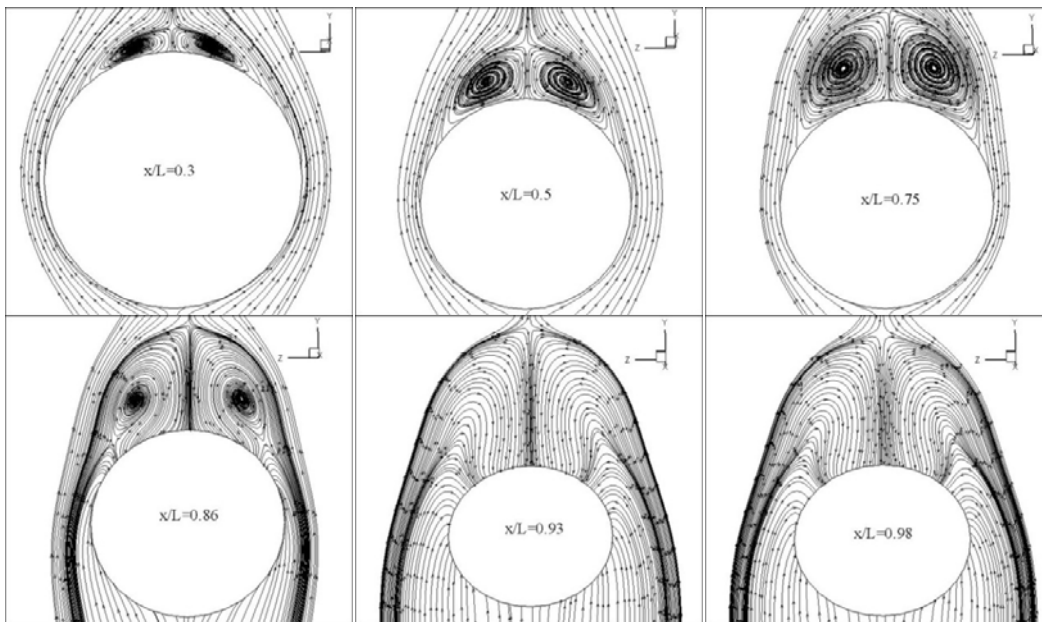 Y
Z
X
x/L=0.3
Y
Z
X
x/L=0.5
Y
Z
X
x/L=0.75
Y
Z
X
x/L=0.86
Y
Z
X
x/L=0.93
Y
Z
X
x/L=0.98